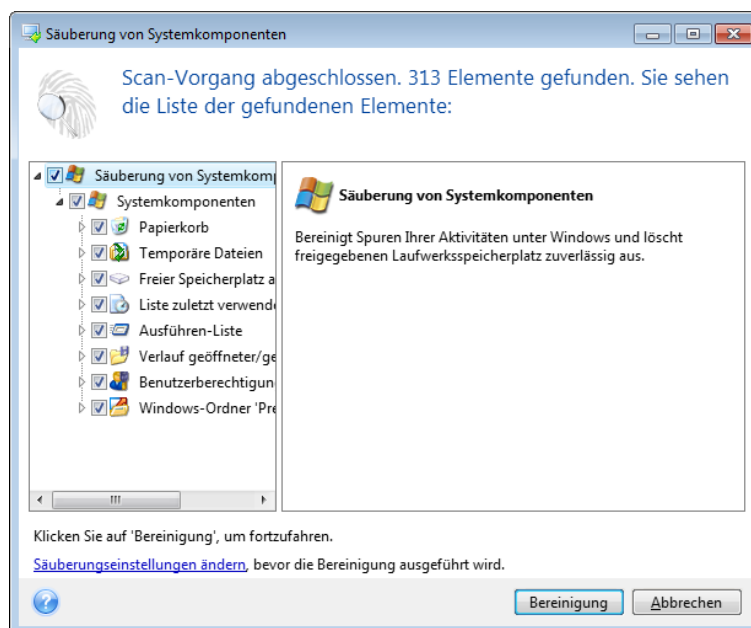 Säuberung von Systemkomponenten
Scan-Vorgang abgeschlossen. 313 Elemente gefunden. Sie sehen
die Liste der gefundenen Elemente:
Säuberung von Systemkom
Systemkomponenten
Papierkorb
Temporäre Dateien
Freier Speicherplatz a
Liste zuletzt verwende
Ausführen-Liste
Verlauf geöffneter/ge
Benutzerberechtigun
Windows-Ordner 'Pre
Säuberung von Systemkomponenten
Bereinigt Spuren Ihrer Aktivitäten unter Windows und löscht
freigegebenen Laufwerksspeicherplatz zuverlässig aus.
Klicken Sie auf 'Bereinigung', um fortzufahren.
Säuberungseinstellungen ändern, bevor die Bereinigung ausgeführt wird.
Bereinigung
Abbrechen